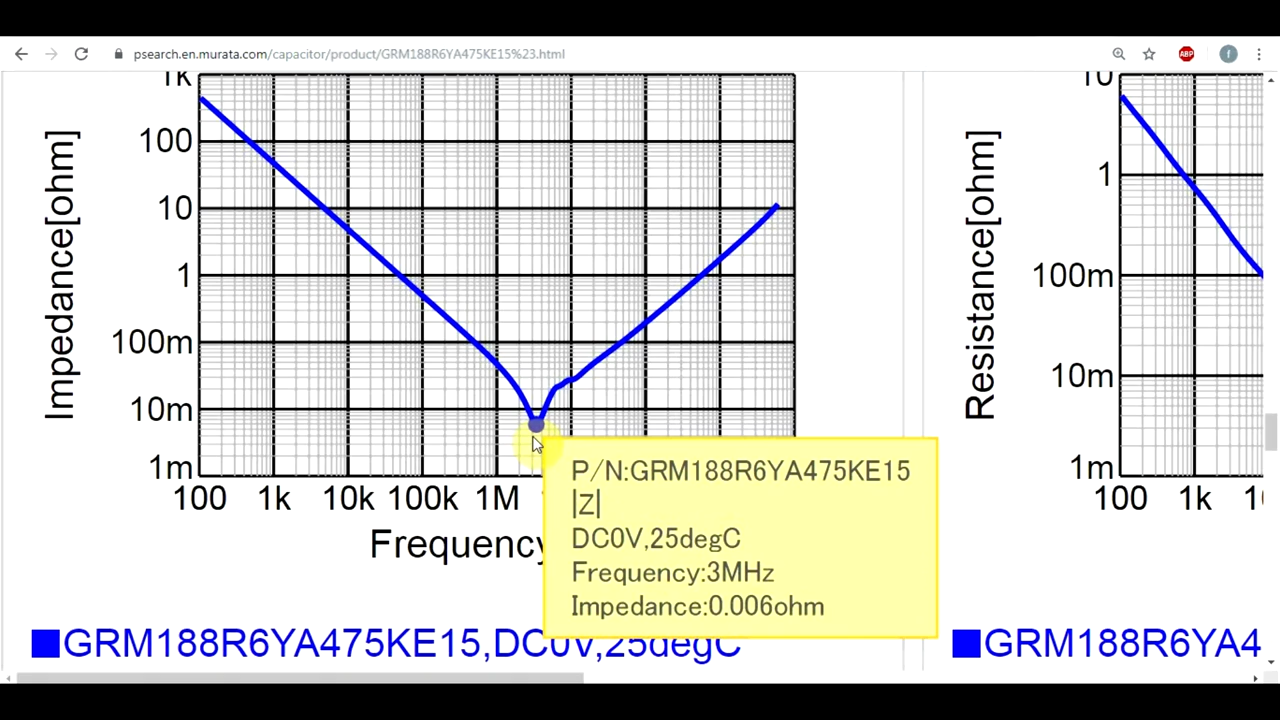 psearch.en.murata.com/capacitor/product/GRM188R6YA475KE15%23.html
ABP
f
Impedance[ohm]
1k
100
10
1
100m
10m
1m
100 1k 10k 100k 1M
Frequency
P/N:GRM188R6YA475KE15
|Z|
DC0V,25degC
Frequency:3MHz
Impedance:0.006ohm
GRM188R6YA475KE15,DC0V,25degC
Resistance[ohm]
10
1
100m
10m
1m
100 1k 10
GRM188R6YA4